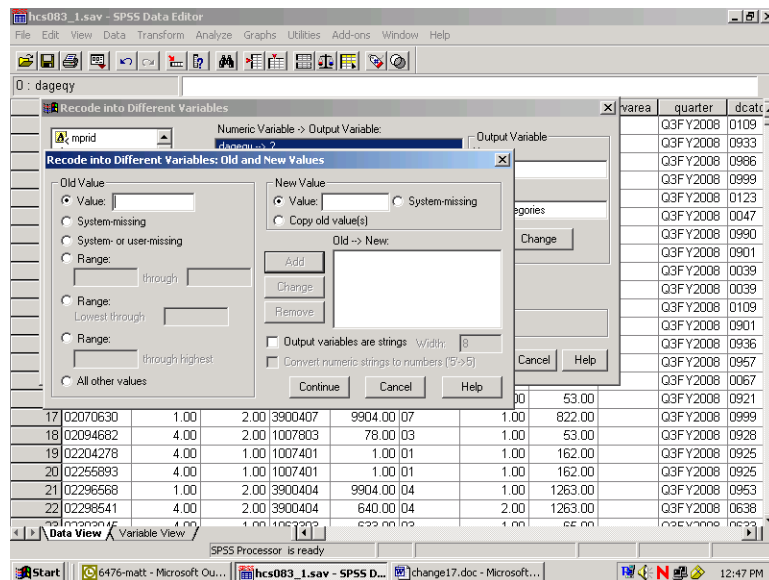 hcs083_1.sav - SPSS Data Editor
File Edit View Data Transform Analyze Graphs Utilities Add-ons Window Help
0 : dageqy
Recode into Different Variables
varea quarter dcatc
mprid
Numeric Variable -> Output Variable:
Output Variable
Recode into Different Variables: Old and New Values
Old Value
Value:
System-missing
System- or user-missing
Range:
through
Range:
Lowest through
Range:
through highest
All other values
New Value
Value:
System-missing
Copy old value(s)
Old --> New:
Add
Change
Remove
Output variables are strings Width: 8
Convert numeric strings to numbers ('5'->5)
Continue Cancel Help
egories
Change
Cancel Help
Q3FY2008 0109
Q3FY2008 0933
Q3FY2008 0986
Q3FY2008 0999
Q3FY2008 0123
Q3FY2008 0047
Q3FY2008 0990
Q3FY2008 0901
Q3FY2008 0039
Q3FY2008 0039
Q3FY2008 0109
Q3FY2008 0901
Q3FY2008 0936
Q3FY2008 0957
Q3FY2008 0067
00 53.00 Q3FY2008 0921
17 02070630 1.00 2.00 3900407 9904.00 07 1.00 822.00 Q3FY2008 0999
18 02094682 4.00 2.00 1007803 78.00 03 1.00 53.00 Q3FY2008 0928
19 02204278 4.00 1.00 1007401 1.00 01 1.00 162.00 Q3FY2008 0925
20 02255893 4.00 1.00 1007401 1.00 01 1.00 162.00 Q3FY2008 0925
21 02296568 1.00 2.00 3900404 9904.00 04 1.00 1263.00 Q3FY2008 0953
22 02298541 4.00 2.00 3900404 640.00 04 2.00 1263.00 Q3FY2008 0638
Data View Variable View
SPSS Processor is ready
Start 6476-matt - Microsoft Ou... hcs083_1.sav - SPSS D... change17.doc - Microsoft... 12:47 PM